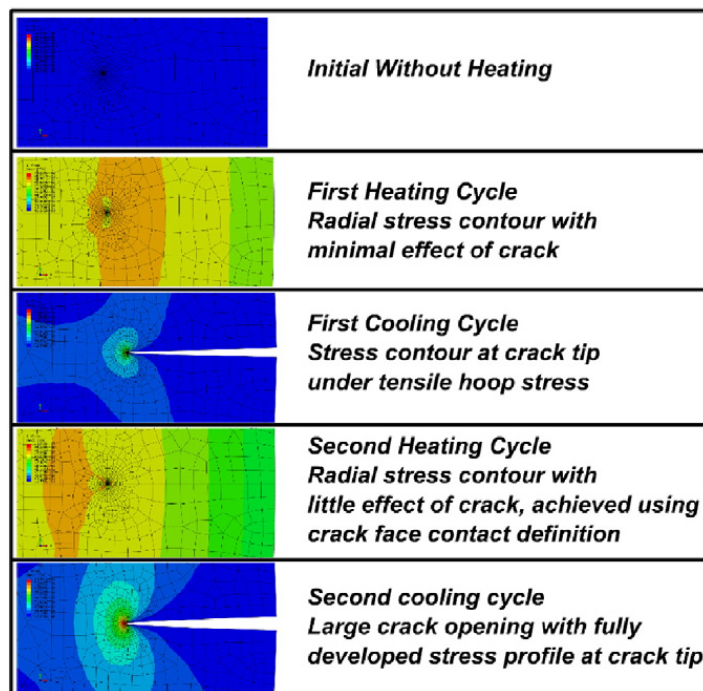 Initial Without Heating
First Heating Cycle
Radial stress contour with
minimal effect of crack
First Cooling Cycle
Stress contour at crack tip
under tensile hoop stress
Second Heating Cycle
Radial stress contour with
little effect of crack, achieved using
crack face contact definition
Second cooling cycle
Large crack opening with fully
developed stress profile at crack tip